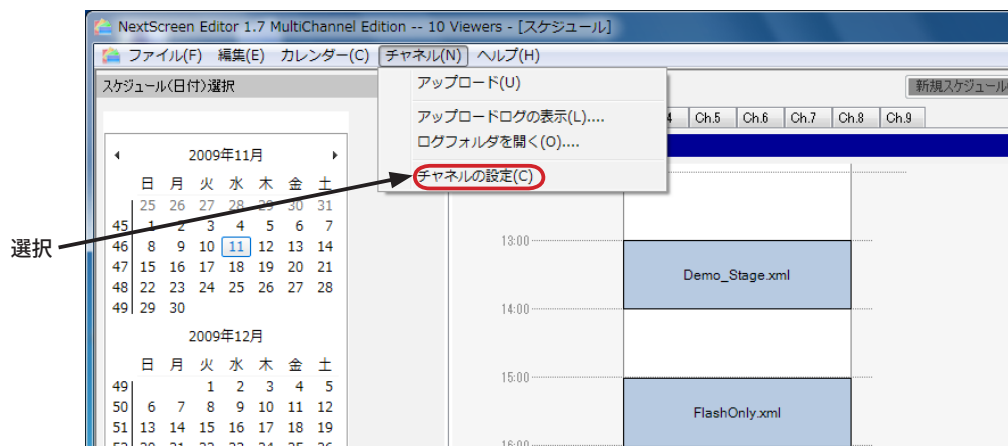 NextScreen Editor 1.7 MultiChannel Edition -- 10 Viewers - [スケジュール]
ファイル(F) 編集(E) カレンダー(C) チャネル(N) ヘルプ(H)
スケジュール(日付)選択
新規スケジュール
アップロード(U)
アップロードログの表示(L)....
ログフォルダを開く(O)....
チャネルの設定(C)
4 Ch.5 Ch.6 Ch.7 Ch.8 Ch.9
選択
2009年11月
日 月 火 水 木 金 土
25 26 27 28 29 30 31
45 1 2 3 4 5 6 7
46 8 9 10 11 12 13 14
47 15 16 17 18 19 20 21
48 22 23 24 25 26 27 28
49 29 30
2009年12月
日 月 火 水 木 金 土
49 1 2 3 4 5
50 6 7 8 9 10 11 12
51 13 14 15 16 17 18 19
13:00
Demo_Stage.xml
14:00
15:00
FlashOnly.xml
16:00